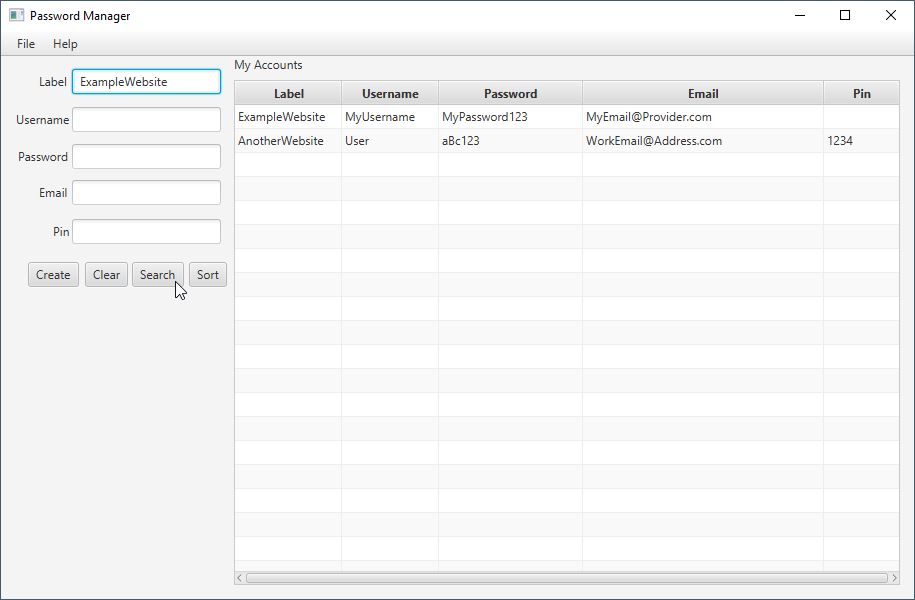 Password Manager
File Help
My Accounts
Label ExampleWebsite
Username
Password
Email
Pin
Create Clear Search Sort
Label Username Password Email Pin
ExampleWebsite MyUsername MyPassword123 MyEmail@Provider.com
AnotherWebsite User aBc123 WorkEmail@Address.com 1234